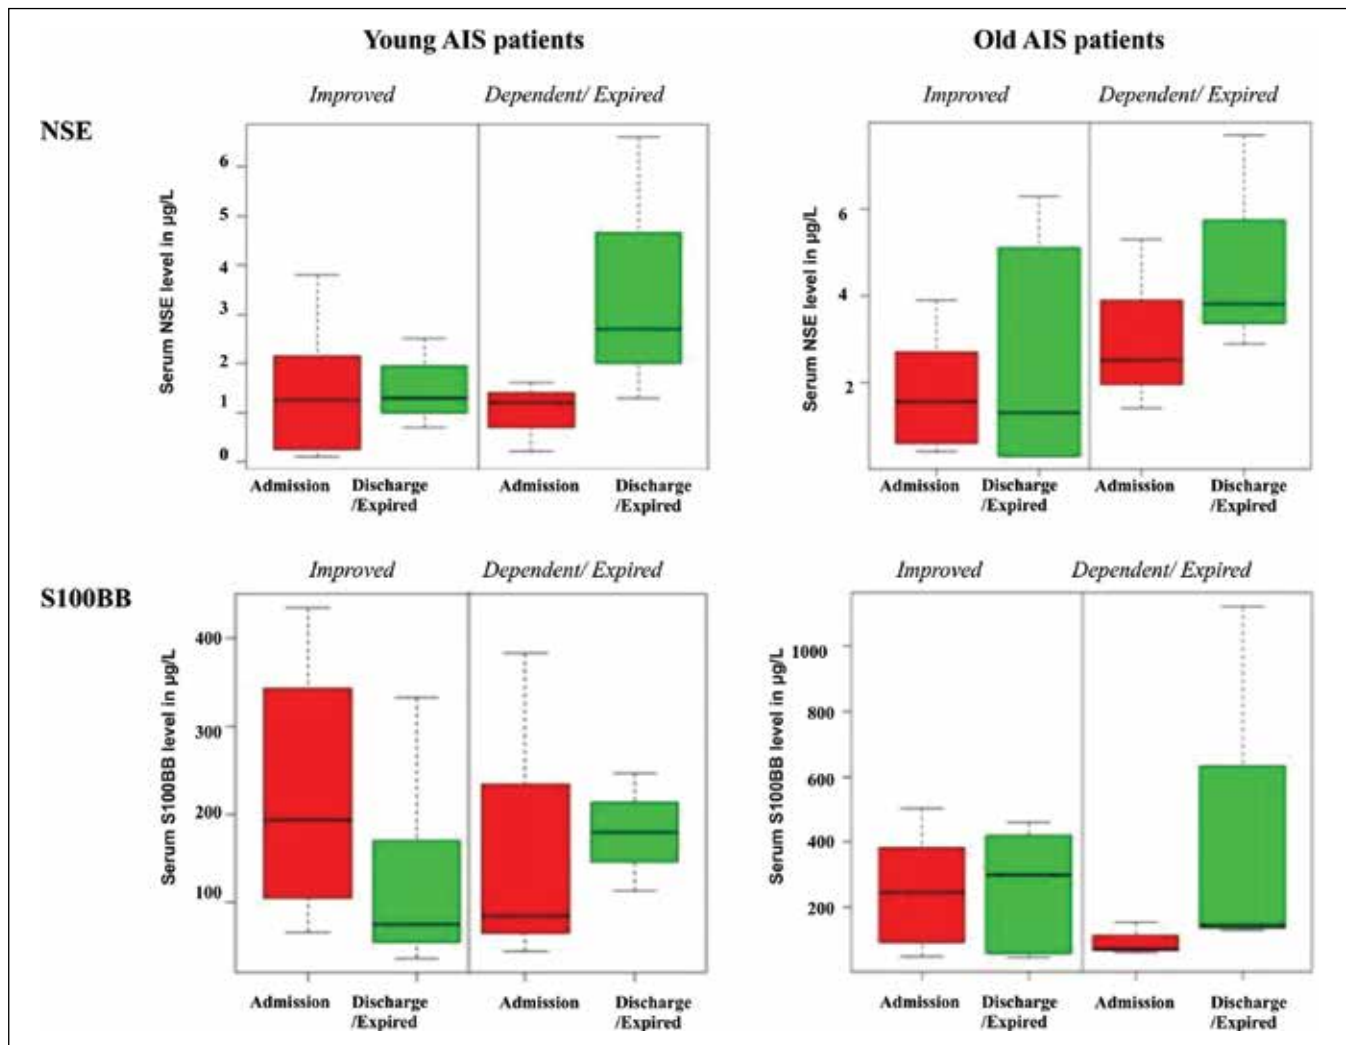 Young AIS patients
Old AIS patients
Improved
Dependent/ Expired
Improved
Dependent/ Expired
NSE
Serum NSE level in µg/L
6
5
4
3
2
1
0
Admission
Discharge
/Expired
Admission
Discharge
/Expired
Serum NSE level in µg/L
6
4
2
Admission
Discharge
/Expired
Admission
Discharge
/Expired
Improved
Dependent/ Expired
Improved
Dependent/ Expired
S100BB
Serum S100BB level in µg/L
400
300
200
100
Admission
Discharge
/Expired
Admission
Discharge
/Expired
Serum S100BB level in µg/L
1000
800
600
400
200
Admission
Discharge
/Expired
Admission
Discharge
/Expired